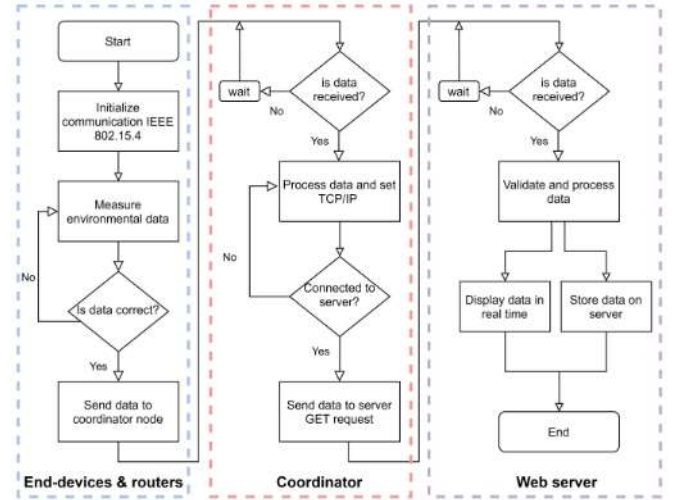 Start
Initialize
communication IEEE
802.15.4
Measure
environmental data
No
Is data correct?
Yes
Send data to
coordinator node
End-devices & routers
is data
received?
wait
No
Yes
Process data and set
TCP/IP
No
Connected to
server?
Yes
Send data to server
GET request
Coordinator
is data
received?
wait
No
Yes
Validate and process
data
Display data in
real time
Store data on
server
End
Web server